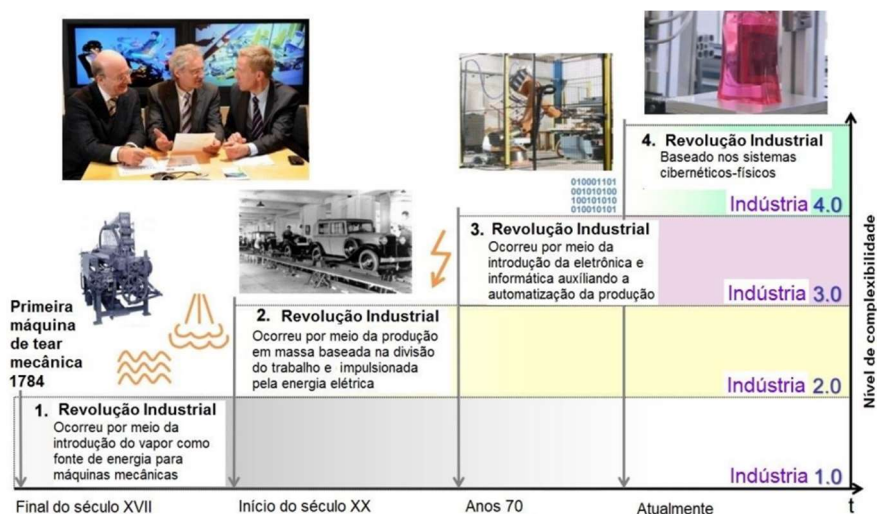 Primeira
máquina
de tear
mecânica
1784
1. Revolução Industrial
Ocorreu por meio da
introdução do vapor como
fonte de energia para
máquinas mecânicas
Indústria 1.0
2. Revolução Industrial
Ocorreu por meio da produção
em massa baseada na divisão
do trabalho e impulsionada
pela energia elétrica
Indústria 2.0
3. Revolução Industrial
Ocorreu por meio da
introdução da eletrônica e
informática auxíliando a
automatização da produção
Indústria 3.0
010001101
001010100
100101010
010010101
4. Revolução Industrial
Baseado nos sistemas
cibernéticos-físicos
Indústria 4.0
Nível de complexibilidade
Final do século XVII
Início do século XX
Anos 70
Atualmente
t